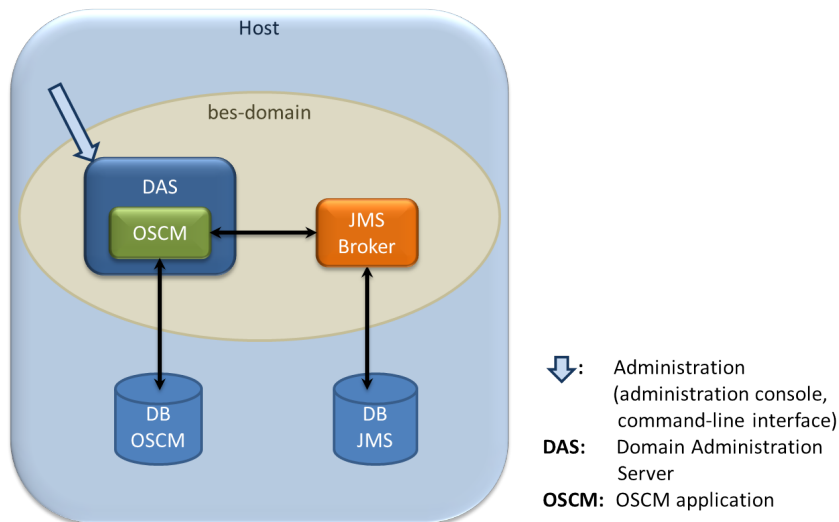 Host
bes-domain
DAS
OSCM
JMS
Broker
DB
OSCM
DB
JMS
: Administration
(administration console,
command-line interface)
DAS: Domain Administration
Server
OSCM: OSCM application